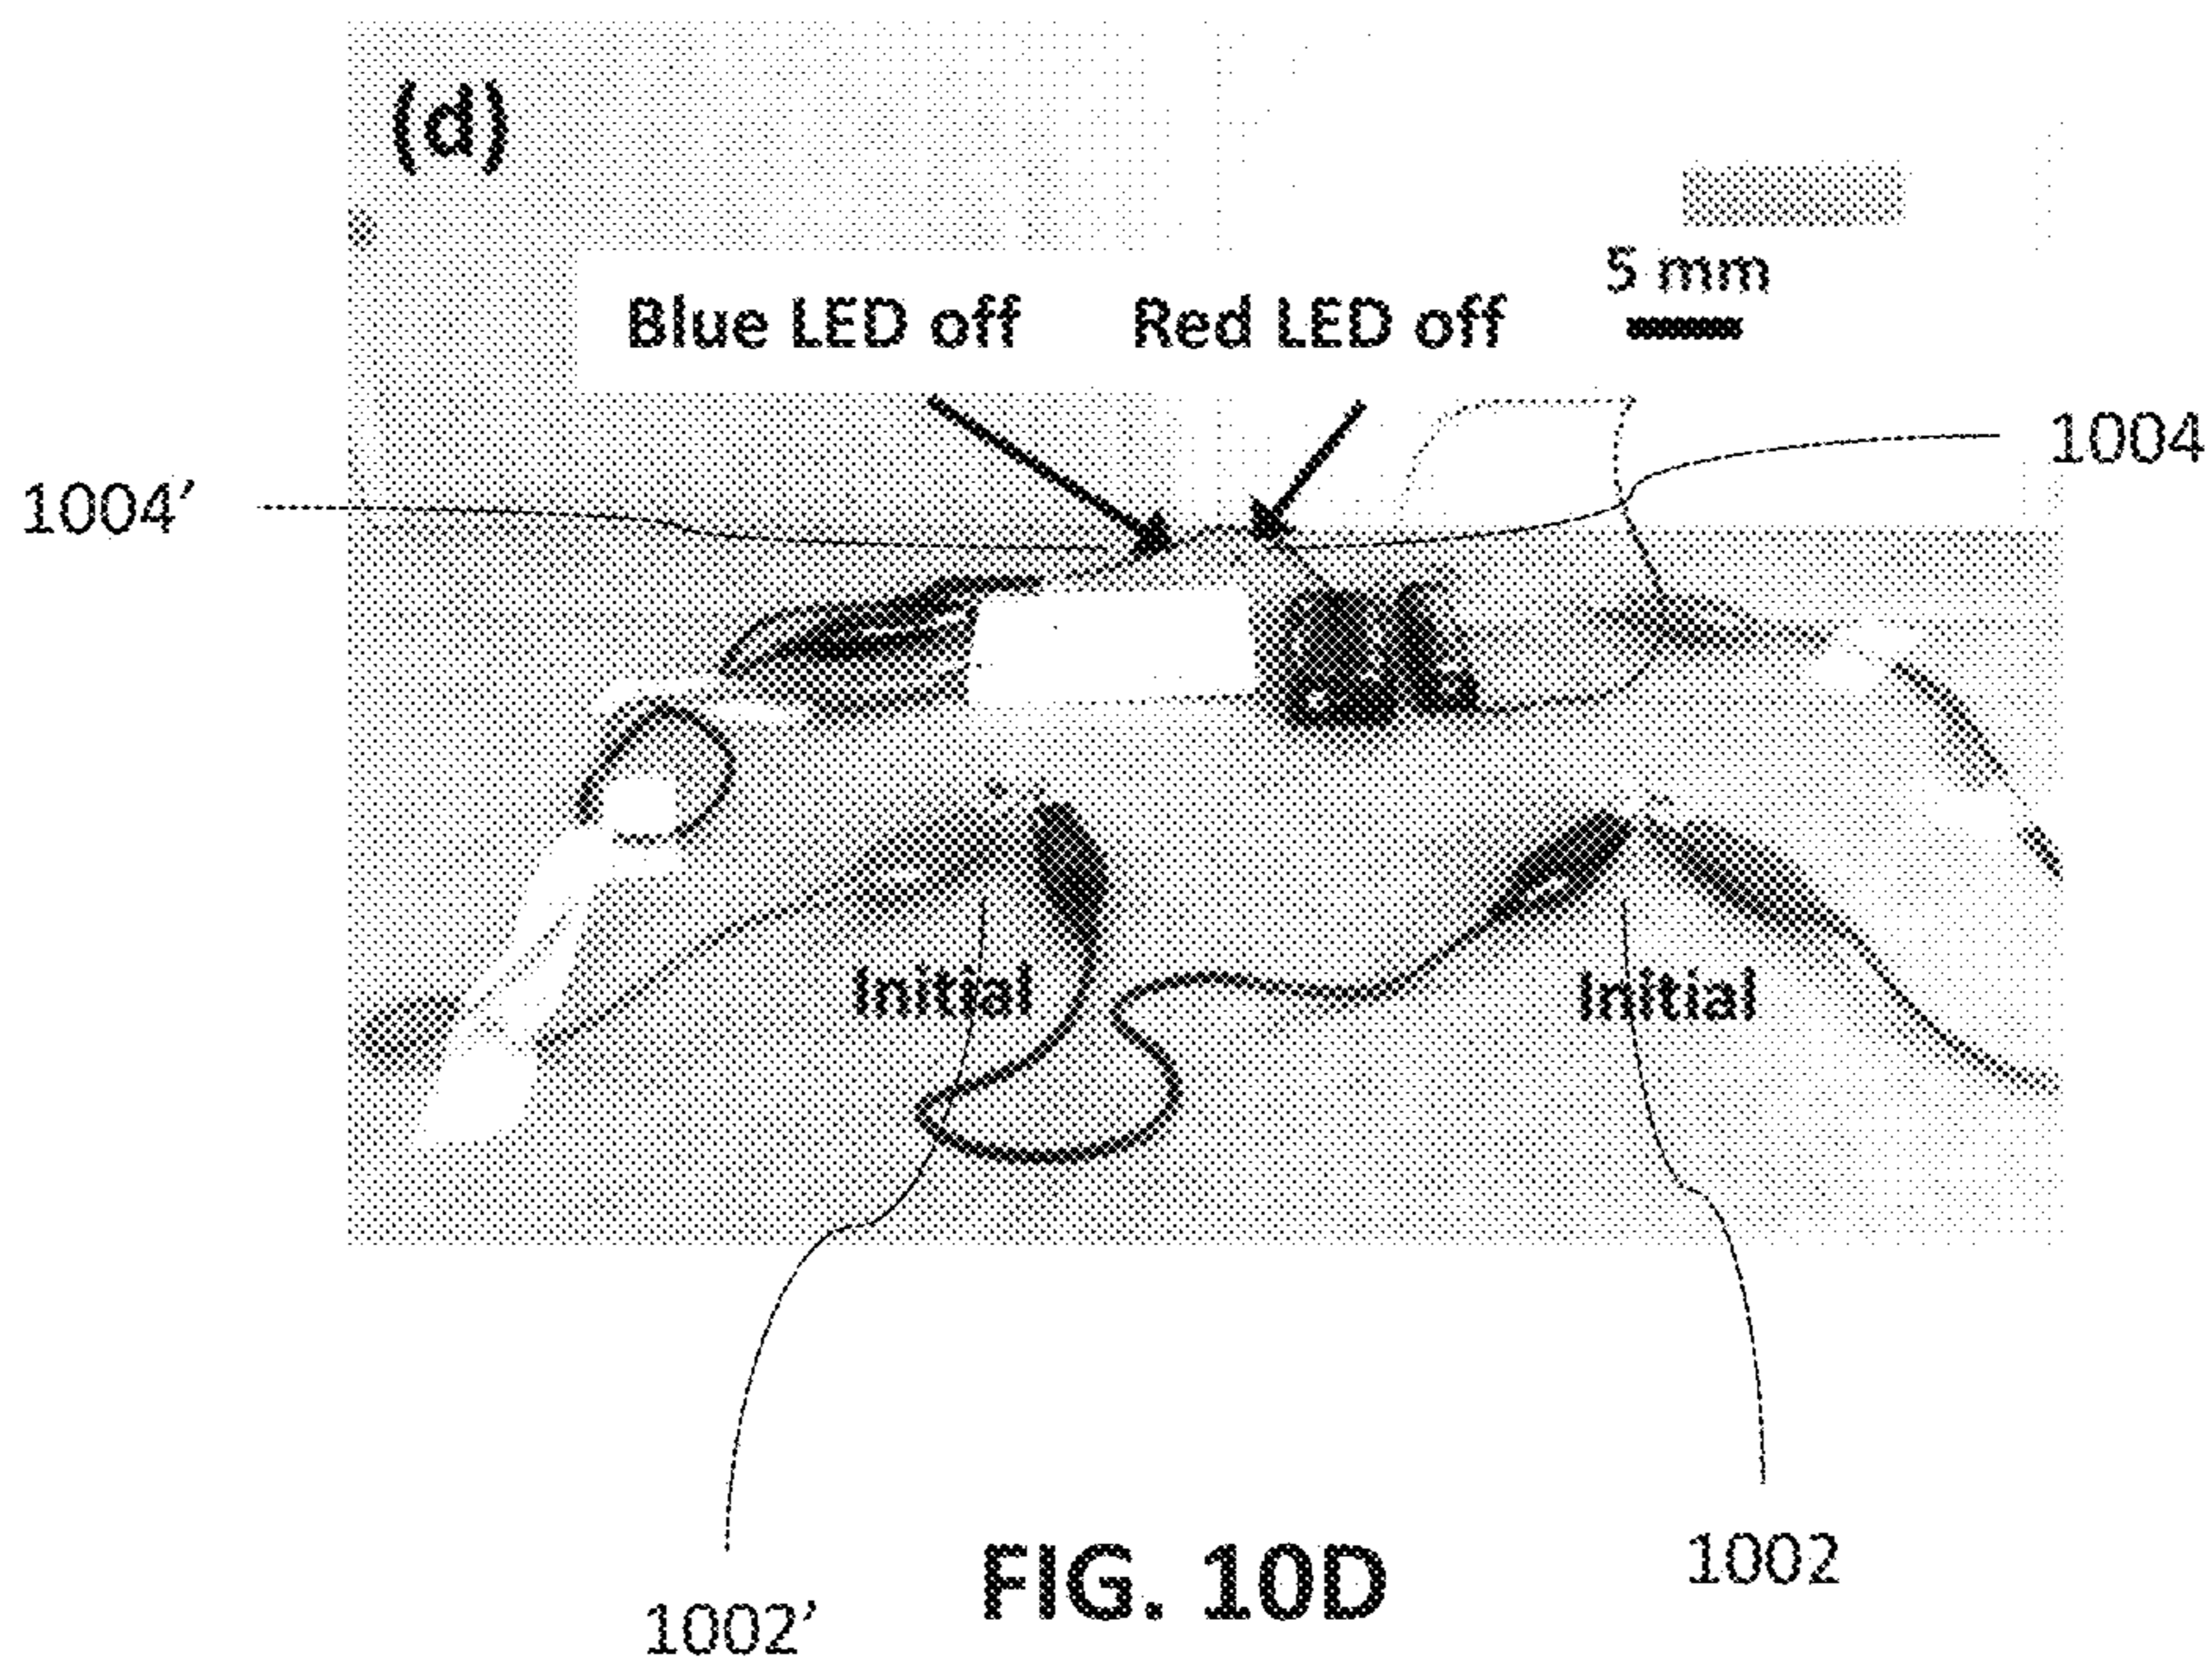 (d)
5 mm
Blue LED off Red LED off
1004
1004’
Initial Initial
1002
FIG. 10D
1002’